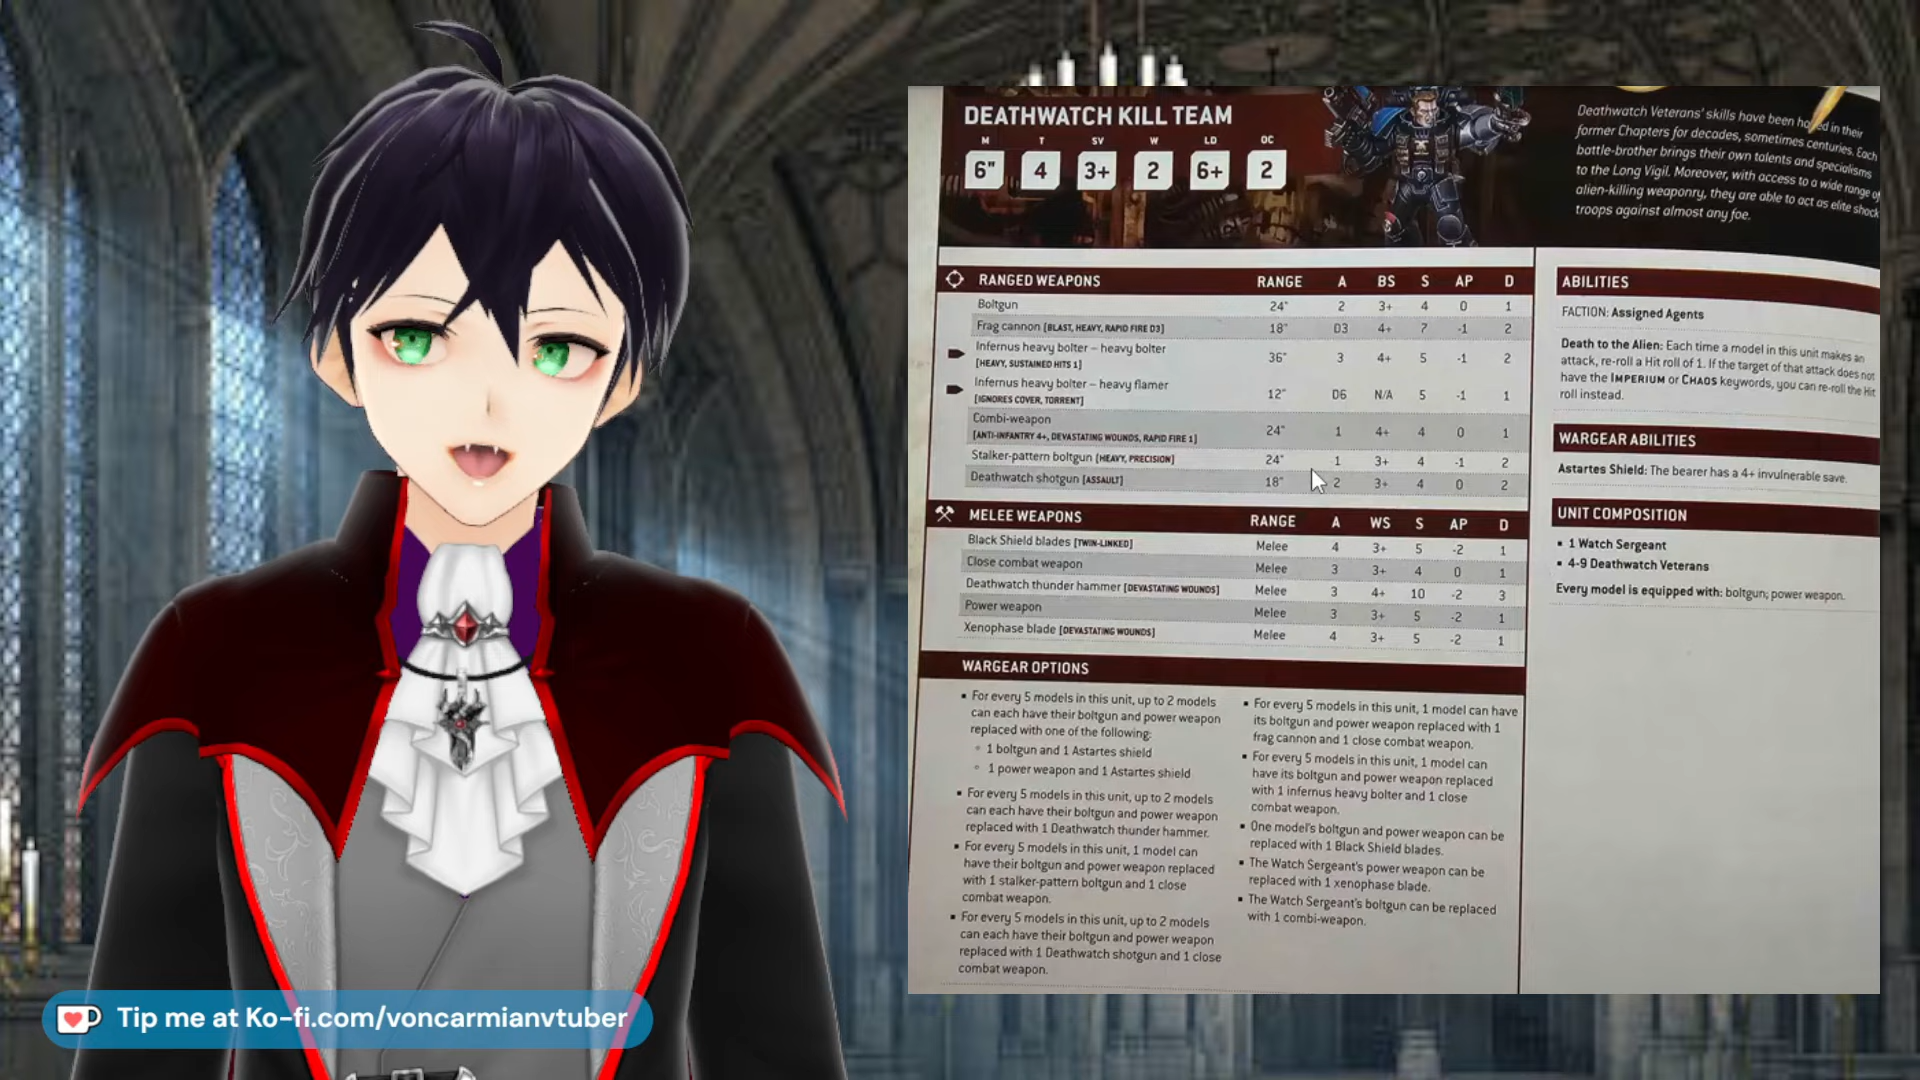 DEATHWATCH KILL TEAM
M T SV W LD OC
6" 4 3+ 2 6+ 2
Deathwatch Veterans' skills have been honed in their
former Chapters for decades, sometimes centuries. Each
battle-brother brings their own talents and specialisms
to the Long Vigil. Moreover, with access to a wide range of
alien-killing weaponry, they are able to act as elite shock
troops against almost any foe.
RANGED WEAPONS RANGE A BS S AP D
Boltgun 24" 2 3+ 4 0 1
Frag cannon [BLAST, HEAVY, RAPID FIRE D3] 18" D3 4+ 7 -1 2
Infernus heavy bolter – heavy bolter
[HEAVY, SUSTAINED HITS 1] 36" 3 4+ 5 -1 2
Infernus heavy bolter – heavy flamer
[IGNORES COVER, TORRENT] 12" D6 N/A 5 -1 1
Combi-weapon
[ANTI-INFANTRY 4+, DEVASTATING WOUNDS, RAPID FIRE 1] 24" 1 4+ 4 0 1
Stalker-pattern boltgun [HEAVY, PRECISION] 24" 1 3+ 4 -1 2
Deathwatch shotgun [ASSAULT] 18" 2 3+ 4 0 2
MELEE WEAPONS RANGE A WS S AP D
Black Shield blades [TWIN-LINKED] Melee 4 3+ 5 -2 1
Close combat weapon Melee 3 3+ 4 0 1
Deathwatch thunder hammer [DEVASTATING WOUNDS] Melee 3 4+ 10 -2 3
Power weapon Melee 3 3+ 5 -2 1
Xenophase blade [DEVASTATING WOUNDS] Melee 4 3+ 5 -2 1
WARGEAR OPTIONS
▪ For every 5 models in this unit, up to 2 models
can each have their boltgun and power weapon
replaced with one of the following:
◦ 1 boltgun and 1 Astartes shield
◦ 1 power weapon and 1 Astartes shield
▪ For every 5 models in this unit, up to 2 models
can each have their boltgun and power weapon
replaced with 1 Deathwatch thunder hammer.
▪ For every 5 models in this unit, 1 model can
have their boltgun and power weapon replaced
with 1 stalker-pattern boltgun and 1 close
combat weapon.
▪ For every 5 models in this unit, up to 2 models
can each have their boltgun and power weapon
replaced with 1 Deathwatch shotgun and 1 close
combat weapon.
▪ For every 5 models in this unit, 1 model can have
its boltgun and power weapon replaced with 1
frag cannon and 1 close combat weapon.
▪ For every 5 models in this unit, 1 model can
have its boltgun and power weapon replaced
with 1 infernus heavy bolter and 1 close
combat weapon.
▪ One model's boltgun and power weapon can be
replaced with 1 Black Shield blades.
▪ The Watch Sergeant's power weapon can be
replaced with 1 xenophase blade.
▪ The Watch Sergeant's boltgun can be replaced
with 1 combi-weapon.
ABILITIES
FACTION: Assigned Agents
Death to the Alien: Each time a model in this unit makes an
attack, re-roll a Hit roll of 1. If the target of that attack does not
have the IMPERIUM or CHAOS keywords, you can re-roll the Hit
roll instead.
WARGEAR ABILITIES
Astartes Shield: The bearer has a 4+ invulnerable save.
UNIT COMPOSITION
▪ 1 Watch Sergeant
▪ 4-9 Deathwatch Veterans
Every model is equipped with: boltgun; power weapon.
Tip me at Ko-fi.com/voncarmianvtuber